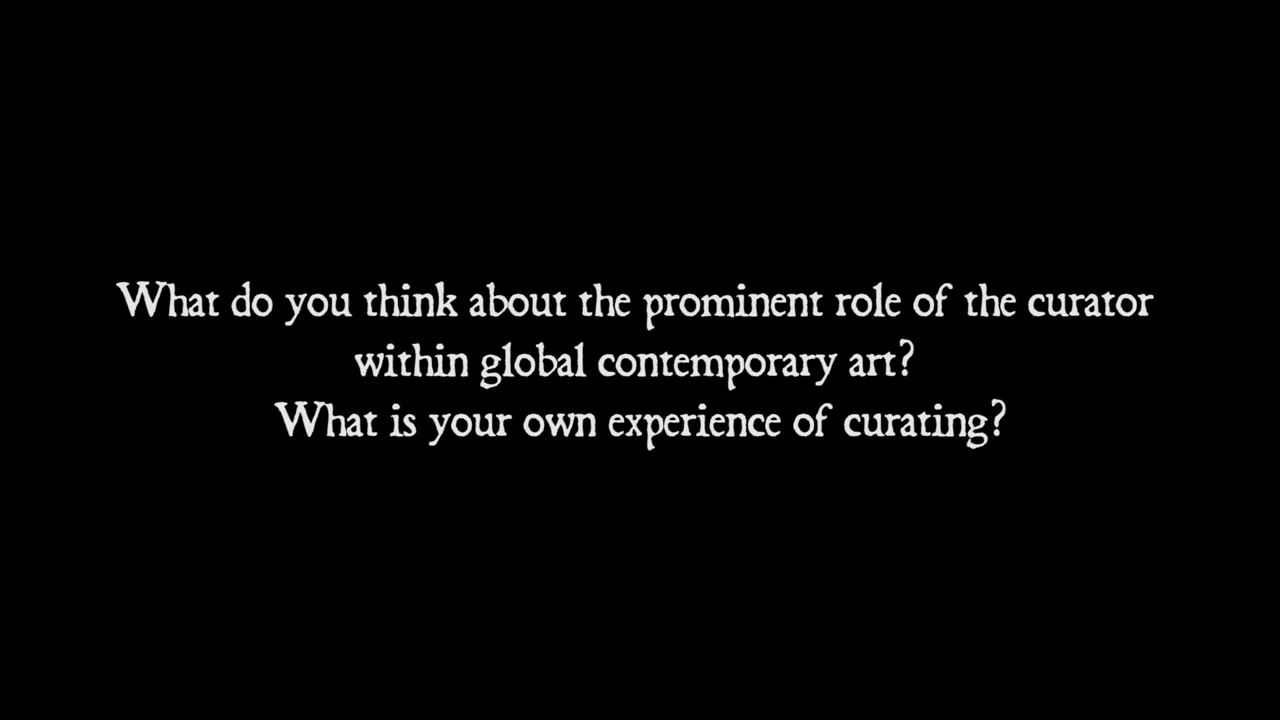 What do you think about the prominent role of the curator
within global contemporary art?
What is your own experience of curating?